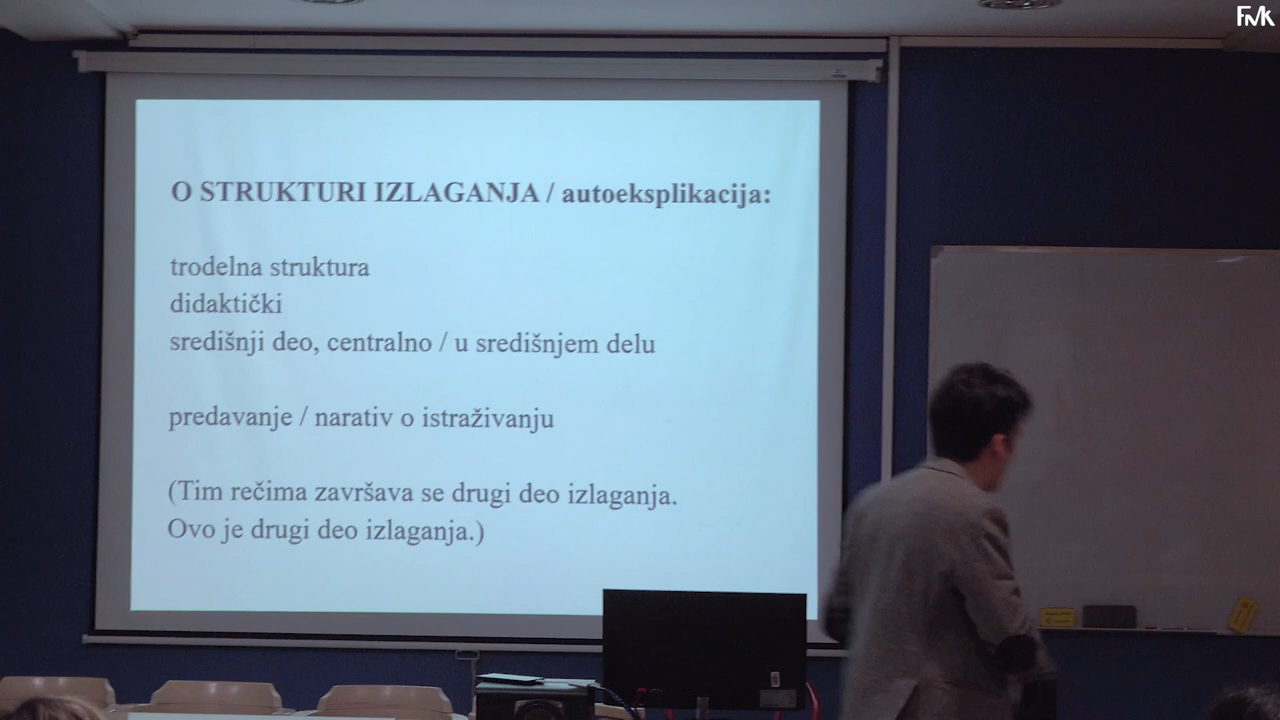 FMK
O STRUKTURI IZLAGANJA / autoeksplikacija:
trodelna struktura
didaktički
središnji deo, centralno / u središnjem delu
predavanje / narativ o istraživanju
(Tim rečima završava se drugi deo izlaganja.
Ovo je drugi deo izlaganja.)